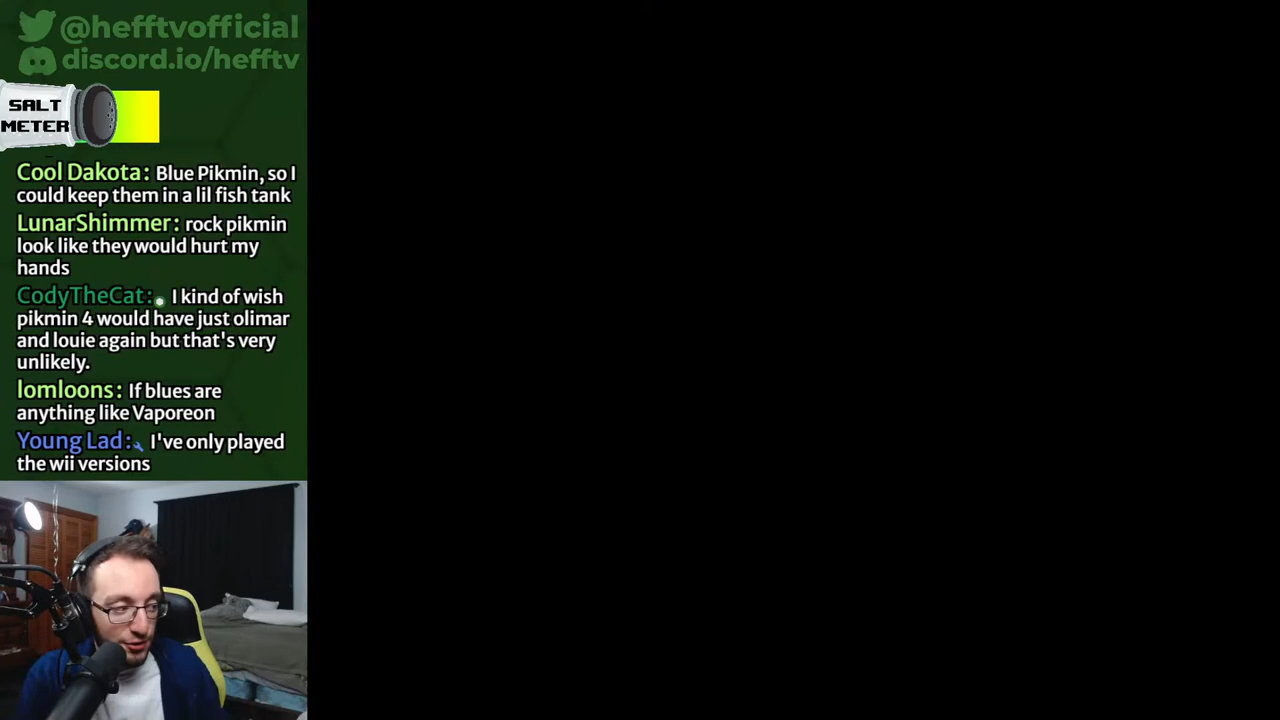 @hefftvofficial
discord.io/hefftv
SALT
METER
Cool Dakota: Blue Pikmin, so I
could keep them in a lil fish tank
LunarShimmer: rock pikmin
look like they would hurt my
hands
CodyTheCat: I kind of wish
pikmin 4 would have just olimar
and louie again but that's very
unlikely.
lomloons: If blues are
anything like Vaporeon
Young Lad: I've only played
the wii versions